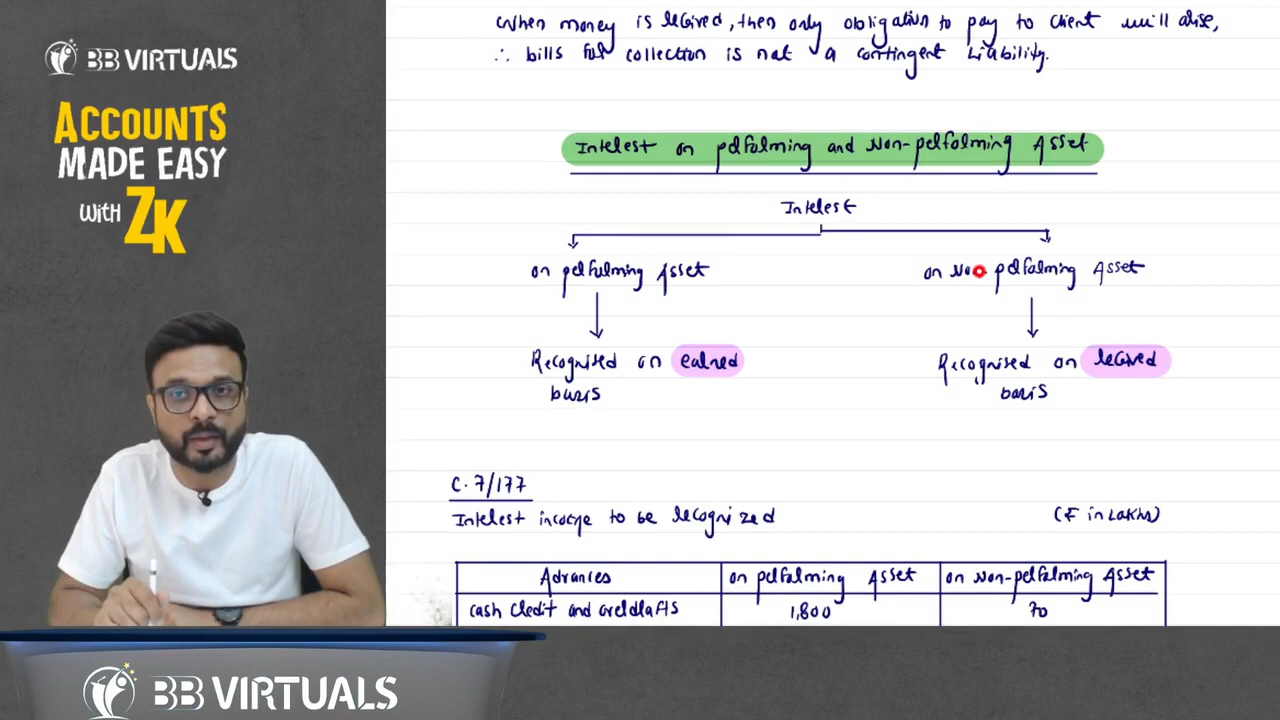 BB VIRTUALS
ACCOUNTS
MADE EASY
WITH ZK
When money is received, then only obligation to pay to client will arise,
∴ bills for collection is not a contingent liability.
Interest on performing and Non-performing Asset
Interest
on performing Asset
on Non performing Asset
Recognised on earned
basis
Recognised on received
basis
C.7/177
Interest income to be recognized (₹ in Lakhs)
Advances on performing Asset on Non-performing Asset
Cash credit and overdrafts 1,800 70
BB VIRTUALS